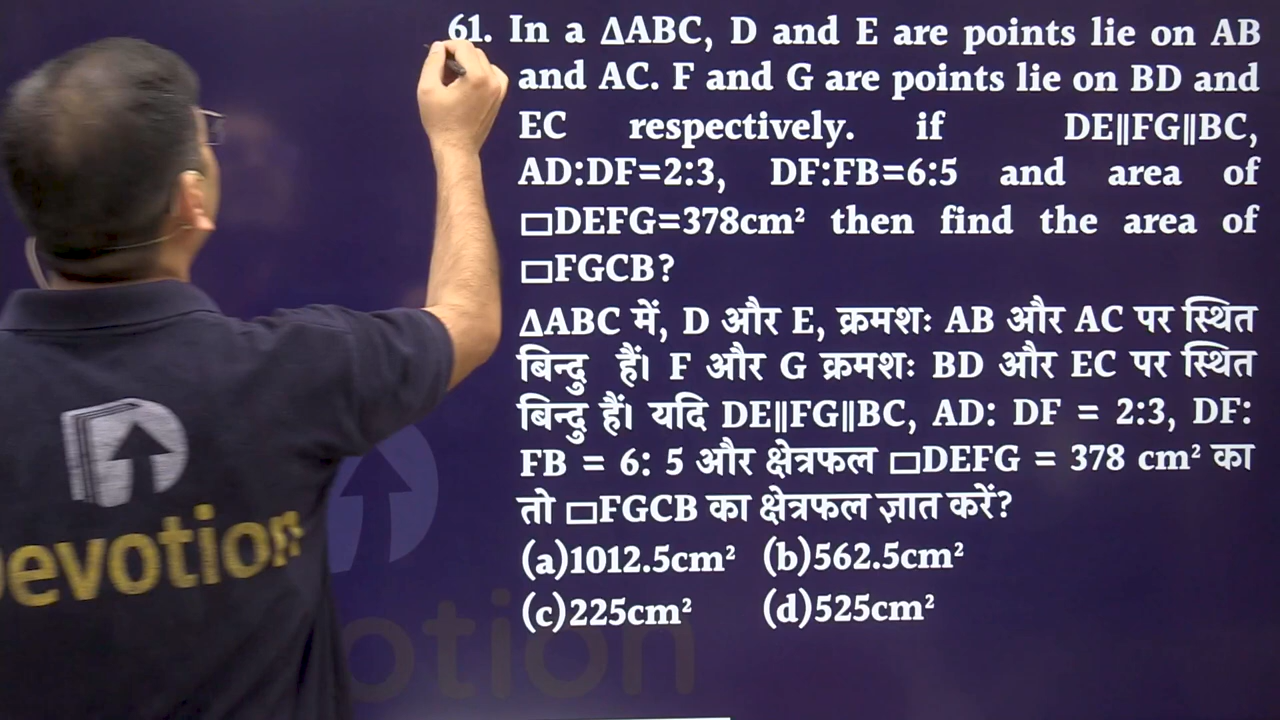 61. In a ΔABC, D and E are points lie on AB
and AC. F and G are points lie on BD and
EC respectively. if DE||FG||BC,
AD:DF=2:3, DF:FB=6:5 and area of
▭DEFG=378cm² then find the area of
▭FGCB?
ΔABC में, D और E, क्रमशः AB और AC पर स्थित
बिन्दु हैं। F और G क्रमशः BD और EC पर स्थित
बिन्दु हैं। यदि DE||FG||BC, AD: DF = 2:3, DF:
FB = 6: 5 और क्षेत्रफल ▭DEFG = 378 cm² का
तो ▭FGCB का क्षेत्रफल ज्ञात करें?
(a)1012.5cm² (b)562.5cm²
(c)225cm² (d)525cm²
Devotion
otion